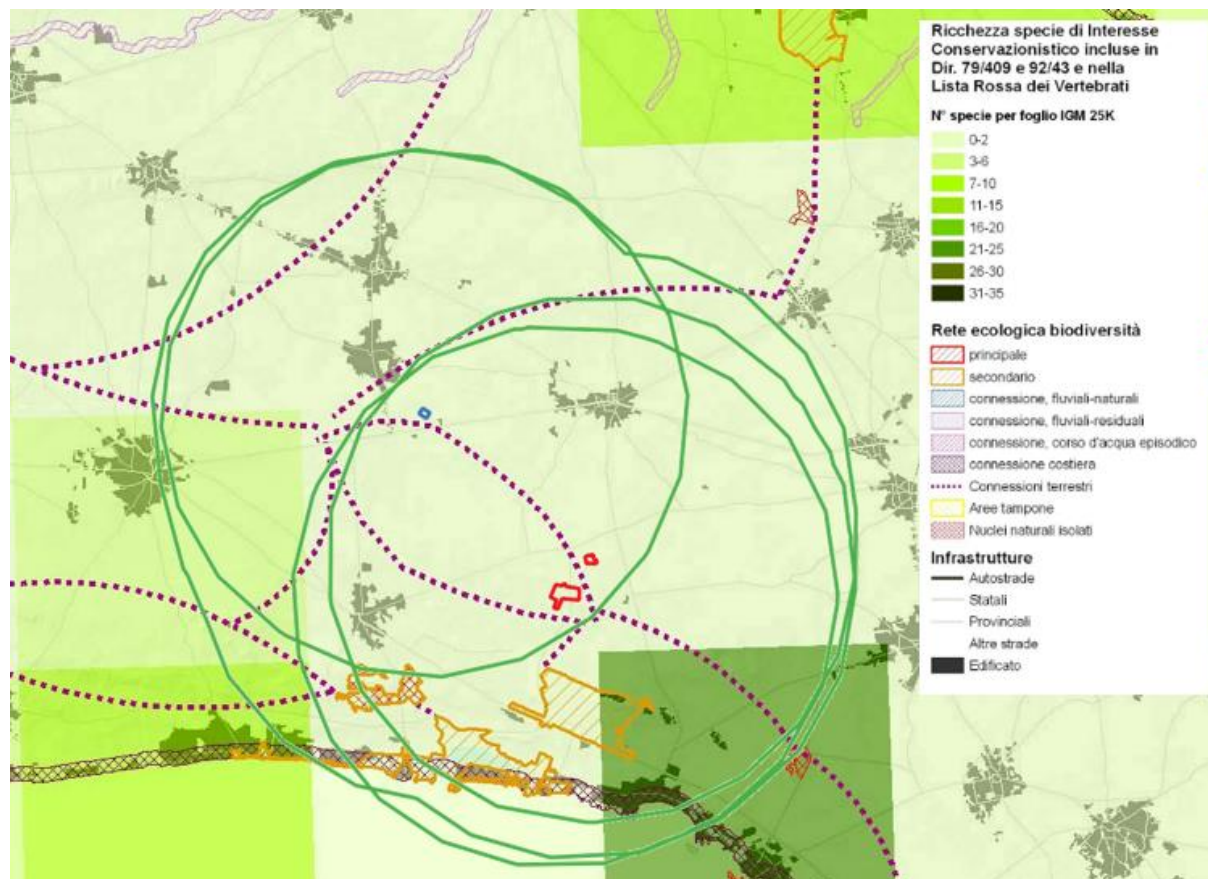 Ricchezza specie di Interesse
Conservazionistico incluse in
Dir. 79/409 e 92/43 e nella
Lista Rossa dei Vertebrati
N° specie per foglio IGM 25K
0-2
3-6
7-10
11-15
16-20
21-25
26-30
31-35
Rete ecologica biodiversità
principale
secondario
connessione, fluviali-naturali
connessione, fluviali-residuali
connessione, corso d'acqua episodico
connessione costiera
Connessioni terrestri
Aree tampone
Nuclei naturali isolati
Infrastrutture
Autostrade
Statali
Provinciali
Altre strade
Edificato